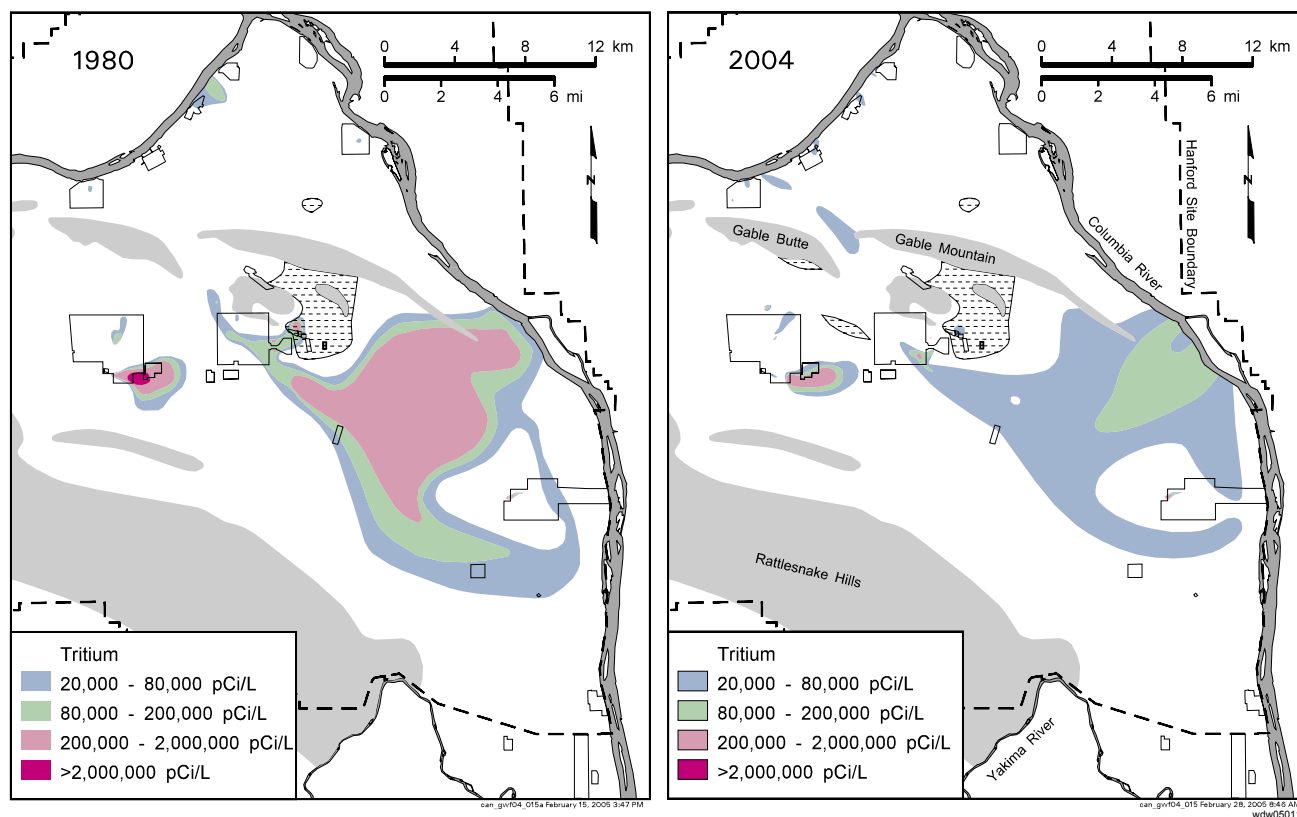 1980
0 4 8 12 km
0 2 4 6 mi
N
Tritium
20,000 - 80,000 pCi/L
80,000 - 200,000 pCi/L
200,000 - 2,000,000 pCi/L
>2,000,000 pCi/L
can_gwf04_015a February 15, 2005 3:47 PM
2004
0 4 8 12 km
0 2 4 6 mi
Hanford Site Boundary
N
Columbia River
Gable Butte
Gable Mountain
Rattlesnake Hills
Yakima River
Tritium
20,000 - 80,000 pCi/L
80,000 - 200,000 pCi/L
200,000 - 2,000,000 pCi/L
>2,000,000 pCi/L
can_gwf04_015 February 28, 2005 8:46 AM